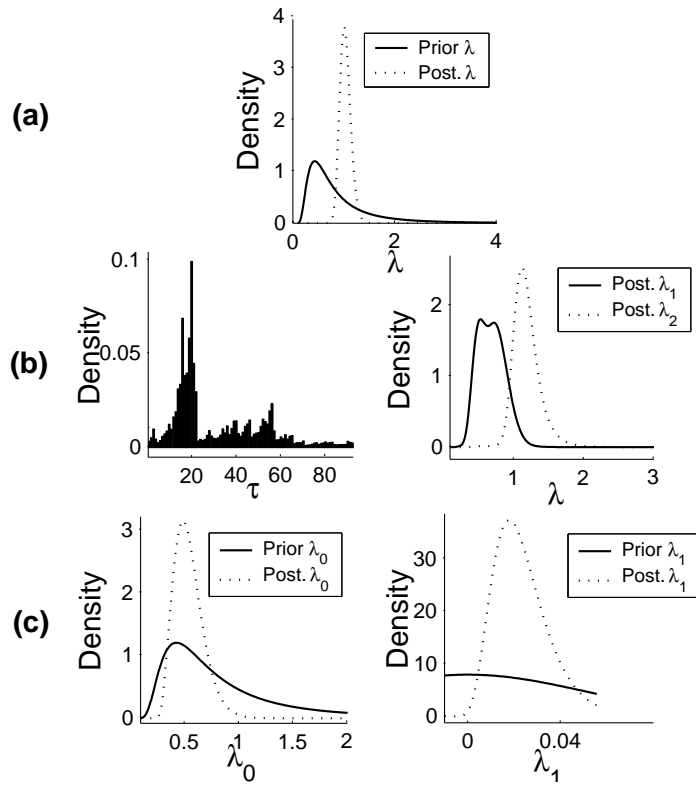 (a)
Density
4
3
2
1
0
Prior λ
Post. λ
0 2 4
λ
(b)
Density
0.1
0.05
0
20 40 60 80
τ
Density
2
1
0
Post. λ1
Post. λ2
1 2 3
λ
(c)
Density
3
2
1
0
Prior λ0
Post. λ0
0.5 1 1.5 2
λ0
Density
30
20
10
0
Prior λ1
Post. λ1
0 0.04
λ1